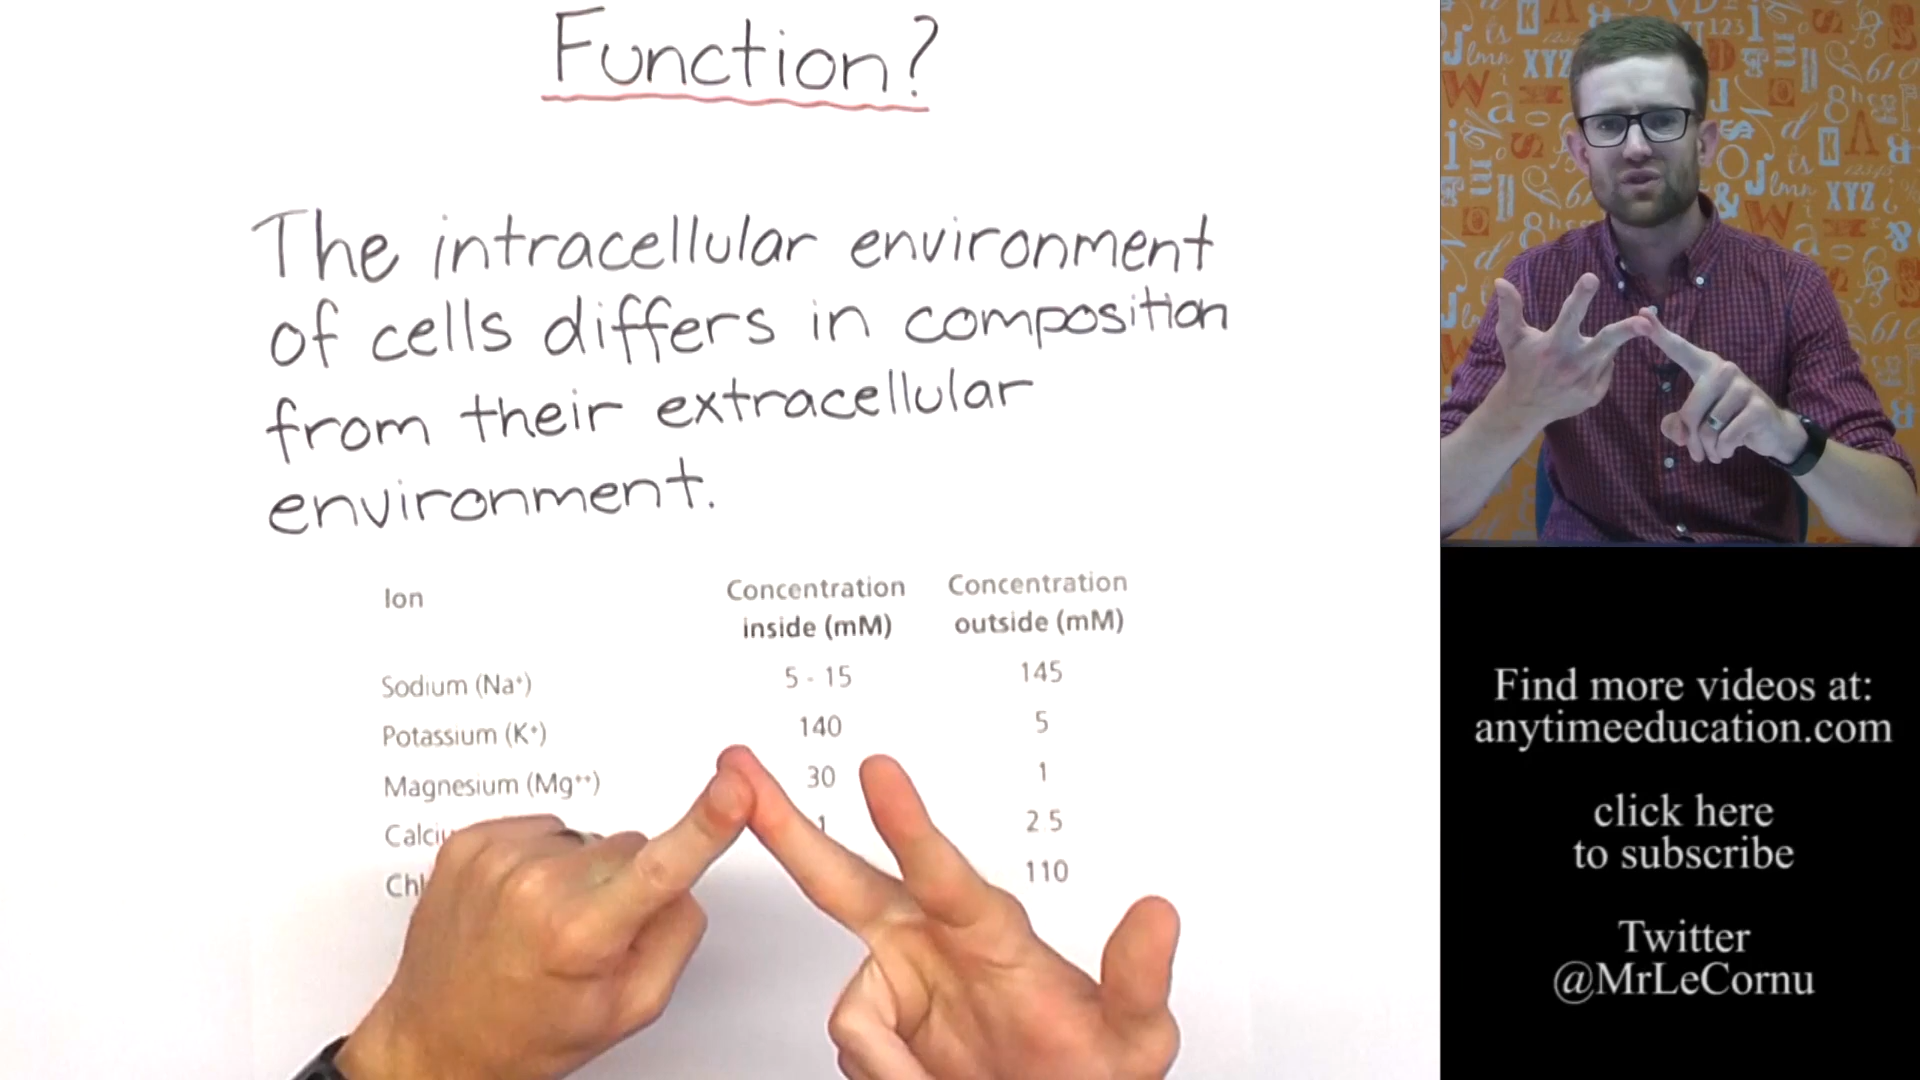 Function?
The intracellular environment
of cells differs in composition
from their extracellular
environment.
Ion Concentration inside (mM) Concentration outside (mM)
Sodium (Na⁺) 5 - 15 145
Potassium (K⁺) 140 5
Magnesium (Mg⁺⁺) 30 1
2.5
110
Find more videos at:
anytimeeducation.com
click here
to subscribe
Twitter
@MrLeCornu